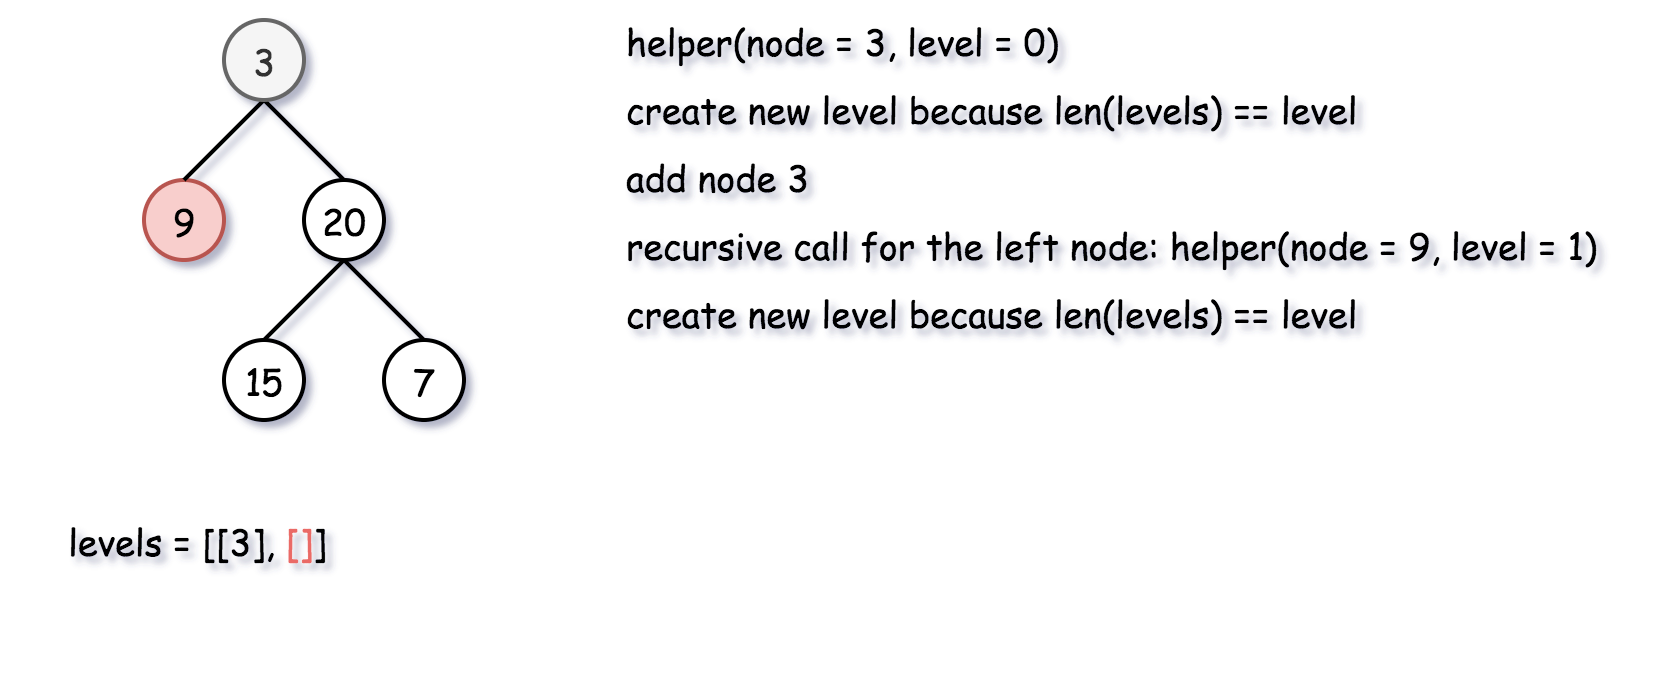 3
helper(node = 3, level = 0)
create new level because len(levels) == level
add node 3
9
20
recursive call for the left node: helper(node = 9, level = 1)
create new level because len(levels) == level
15
7
levels = [[3], []]